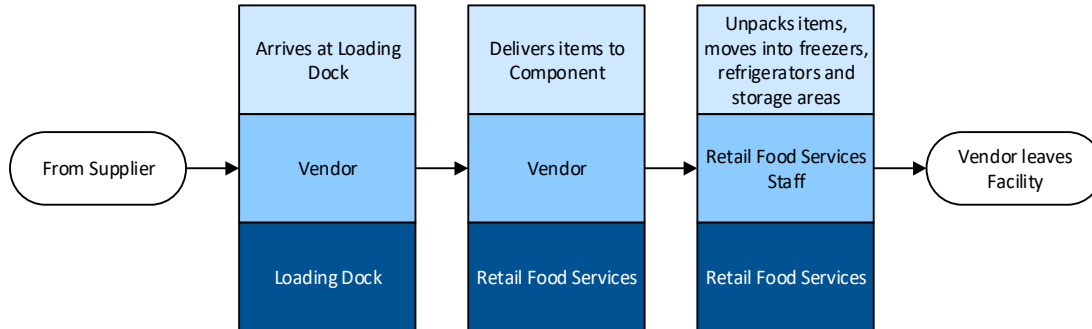 From Supplier
Arrives at Loading
Dock
Vendor
Loading Dock
Delivers items to
Component
Vendor
Retail Food Services
Unpacks items,
moves into freezers,
refrigerators and
storage areas
Retail Food Services
Staff
Retail Food Services
Vendor leaves
Facility